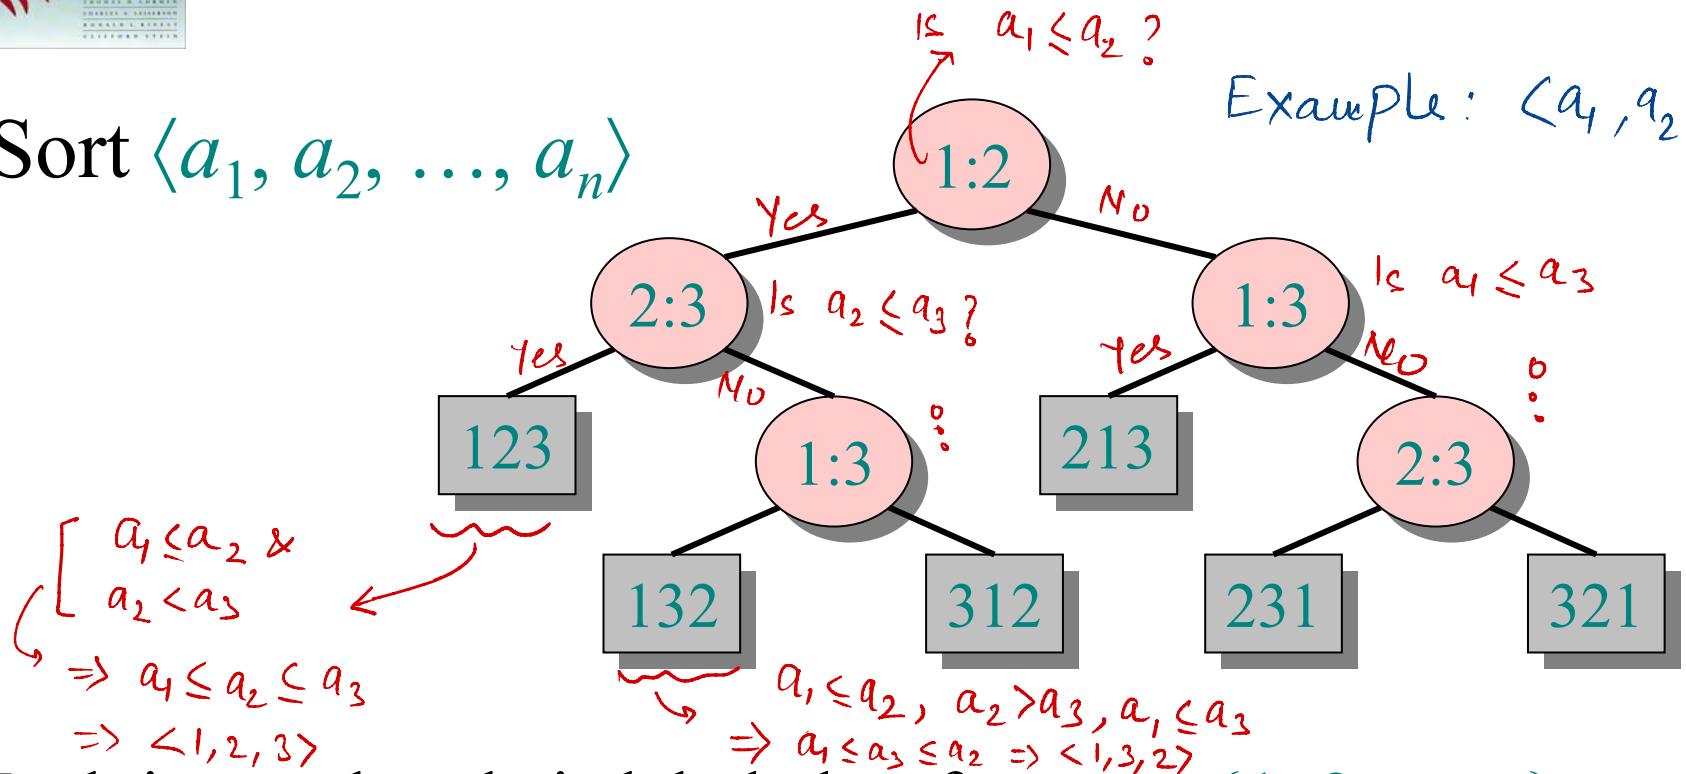 Is a₁ ≤ a₂ ?
Example : <a₁, a₂
Sort ⟨a₁, a₂, …, aₙ⟩
1:2
Yes
No
2:3
Is a₂ ≤ a₃ ?
1:3
Is a₁ ≤ a₃
Yes
No
Yes
No
123
1:3
213
2:3
132
312
231
321
a₁ ≤ a₂ &
a₂ < a₃
=> a₁ ≤ a₂ ≤ a₃
=> <1, 2, 3>
a₁ ≤ a₂, a₂ > a₃, a₁ ≤ a₃
=> a₁ ≤ a₃ ≤ a₂ => <1, 3, 2>